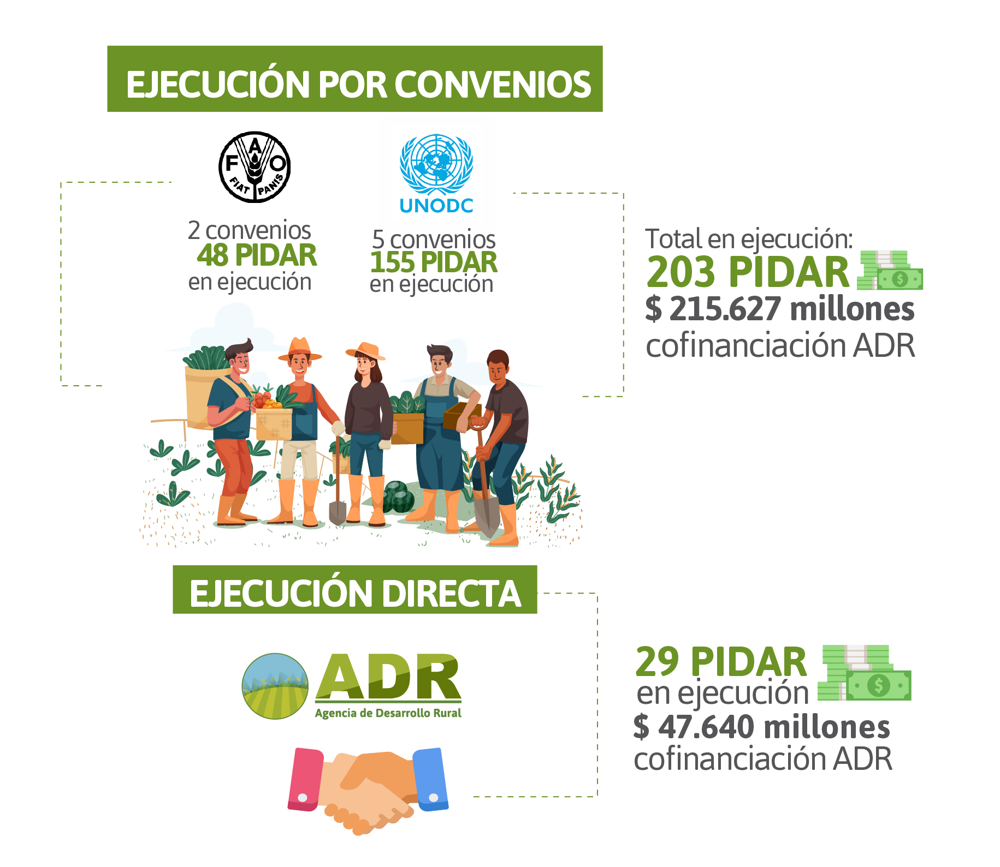 EJECUCIÓN POR CONVENIOS
FAO
FIAT PANIS
2 convenios
48 PIDAR
en ejecución
UNODC
5 convenios
155 PIDAR
en ejecución
Total en ejecución:
203 PIDAR
$ 215.627 millones
cofinanciación ADR
EJECUCIÓN DIRECTA
ADR
Agencia de Desarrollo Rural
29 PIDAR
en ejecución
$ 47.640 millones
cofinanciación ADR